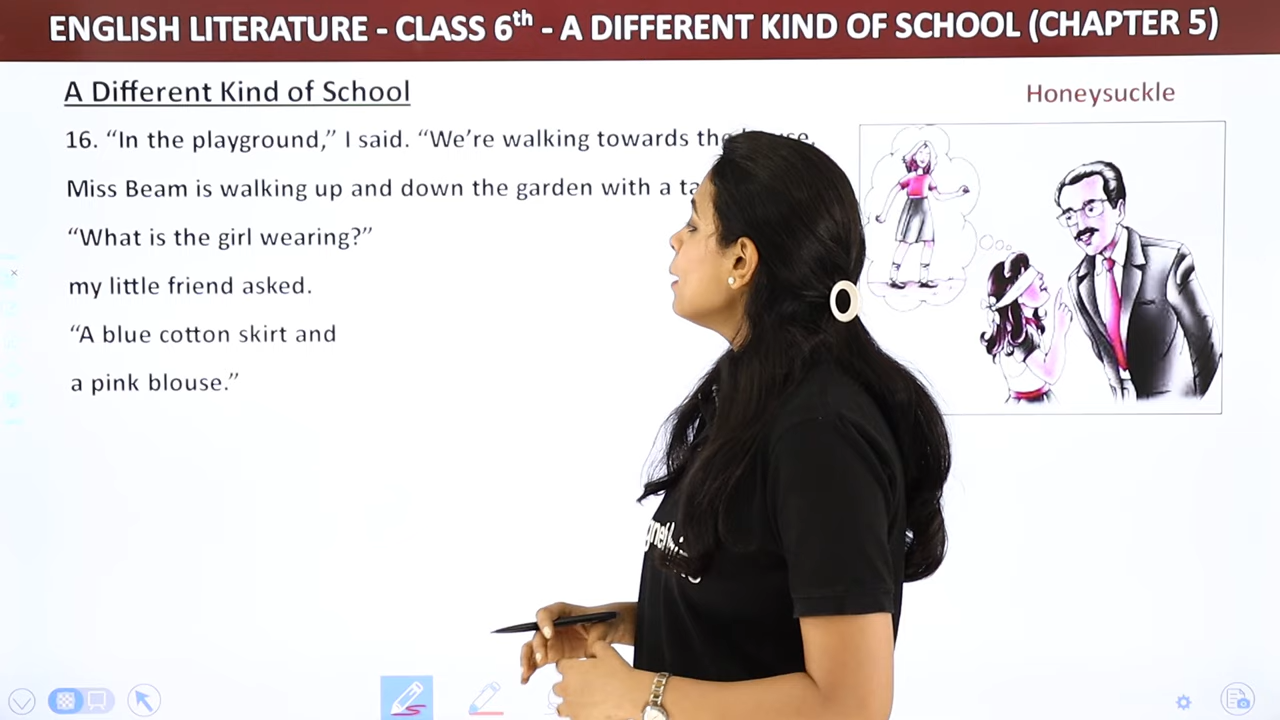 ENGLISH LITERATURE - CLASS 6th - A DIFFERENT KIND OF SCHOOL (CHAPTER 5)
A Different Kind of School
Honeysuckle
16. “In the playground,” I said. “We’re walking towards the
Miss Beam is walking up and down the garden with a
“What is the girl wearing?”
my little friend asked.
“A blue cotton skirt and
a pink blouse.”